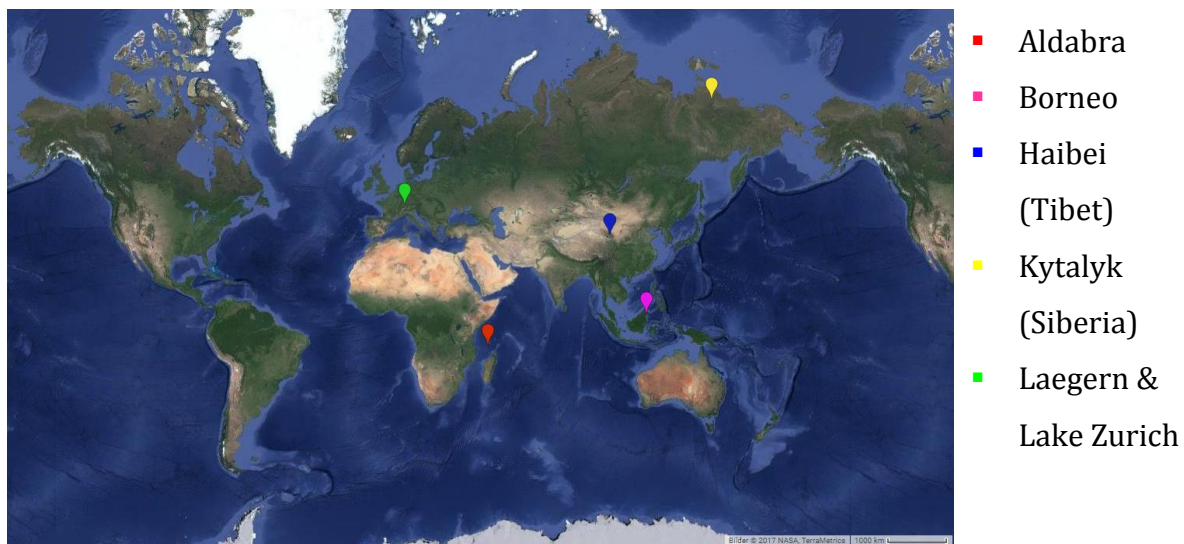 Aldabra
Borneo
Haibei
(Tibet)
Kytalyk
(Siberia)
Laegern &
Lake Zurich
Bilder © 2017 NASA, TerraMetrics 1000 km